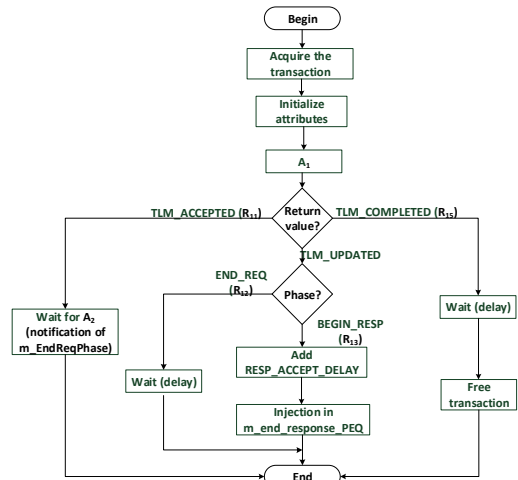 Begin
Acquire the
transaction
Initialize
attributes
A₁
TLM_ACCEPTED (R₁₁)
Return
value?
TLM_COMPLETED (R₁₅)
TLM_UPDATED
END_REQ
(R₁₂)
Phase?
Wait (delay)
Wait for A₂
(notification of
m_EndReqPhase)
BEGIN_RESP
(R₁₃)
Add
RESP_ACCEPT_DELAY
Wait (delay)
Free
transaction
Injection in
m_end_response_PEQ
End